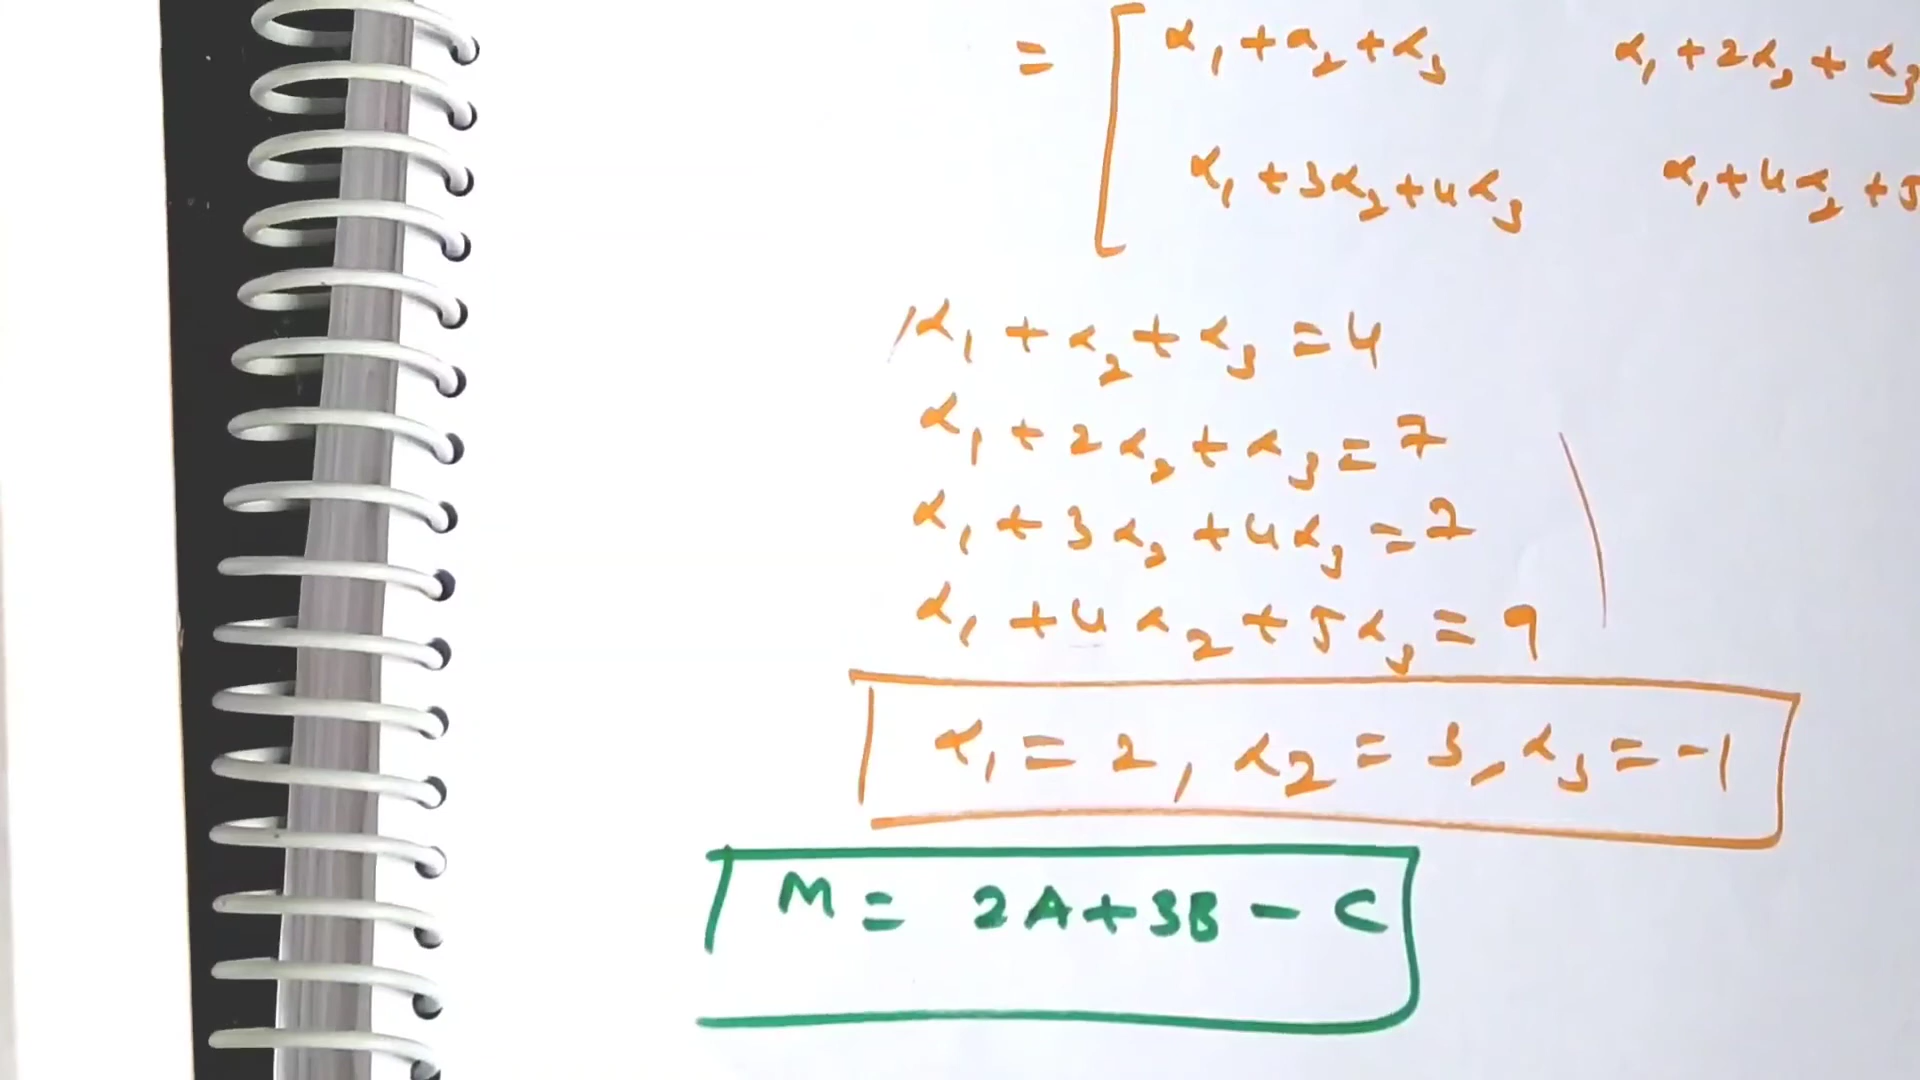 = [ α₁ + α₂ + α₃ α₁ + 2α₂ + α₃
α₁ + 3α₂ + 4α₃ α₁ + 4α₂ + 5
α₁ + α₂ + α₃ = 4
α₁ + 2α₂ + α₃ = 7
α₁ + 3α₂ + 4α₃ = 7
α₁ + 4α₂ + 5α₃ = 9
α₁ = 2, α₂ = 3, α₃ = -1
M = 2A + 3B - C